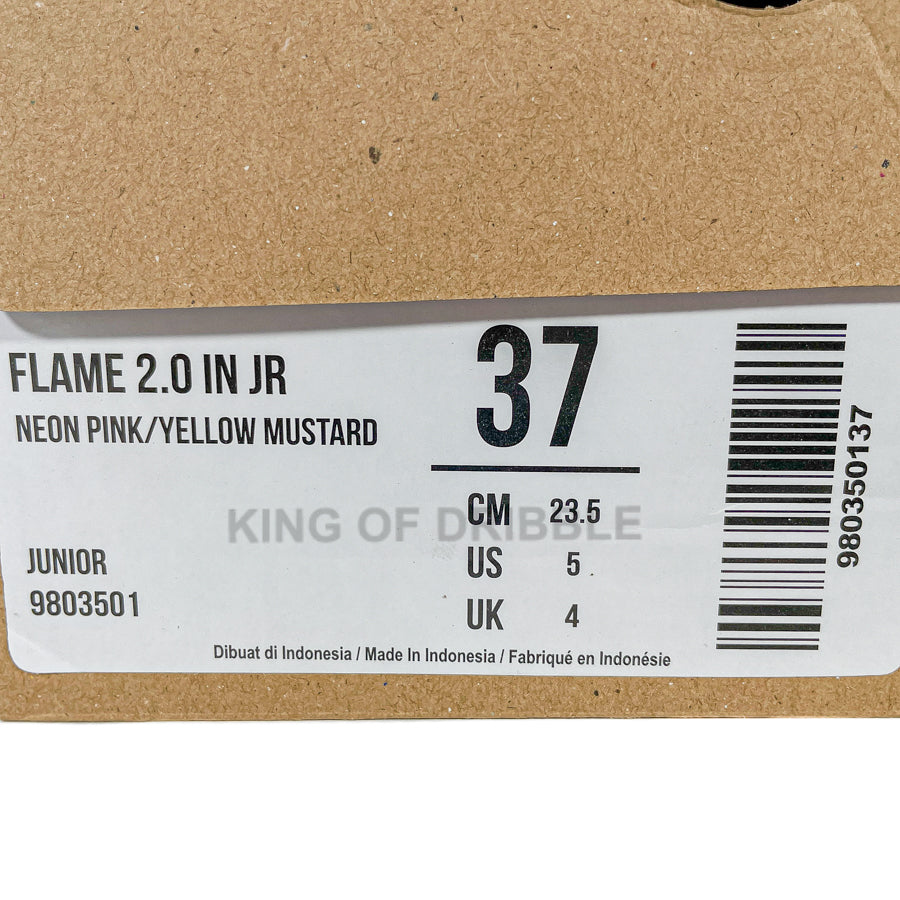 FLAME 2.0 IN JR
NEON PINK/YELLOW MUSTARD
37
CM 23.5
US 5
UK 4
KING OF DRIBBLE
JUNIOR
9803501
Dibuat di Indonesia / Made In Indonesia / Fabriqué en Indonésie
980350137